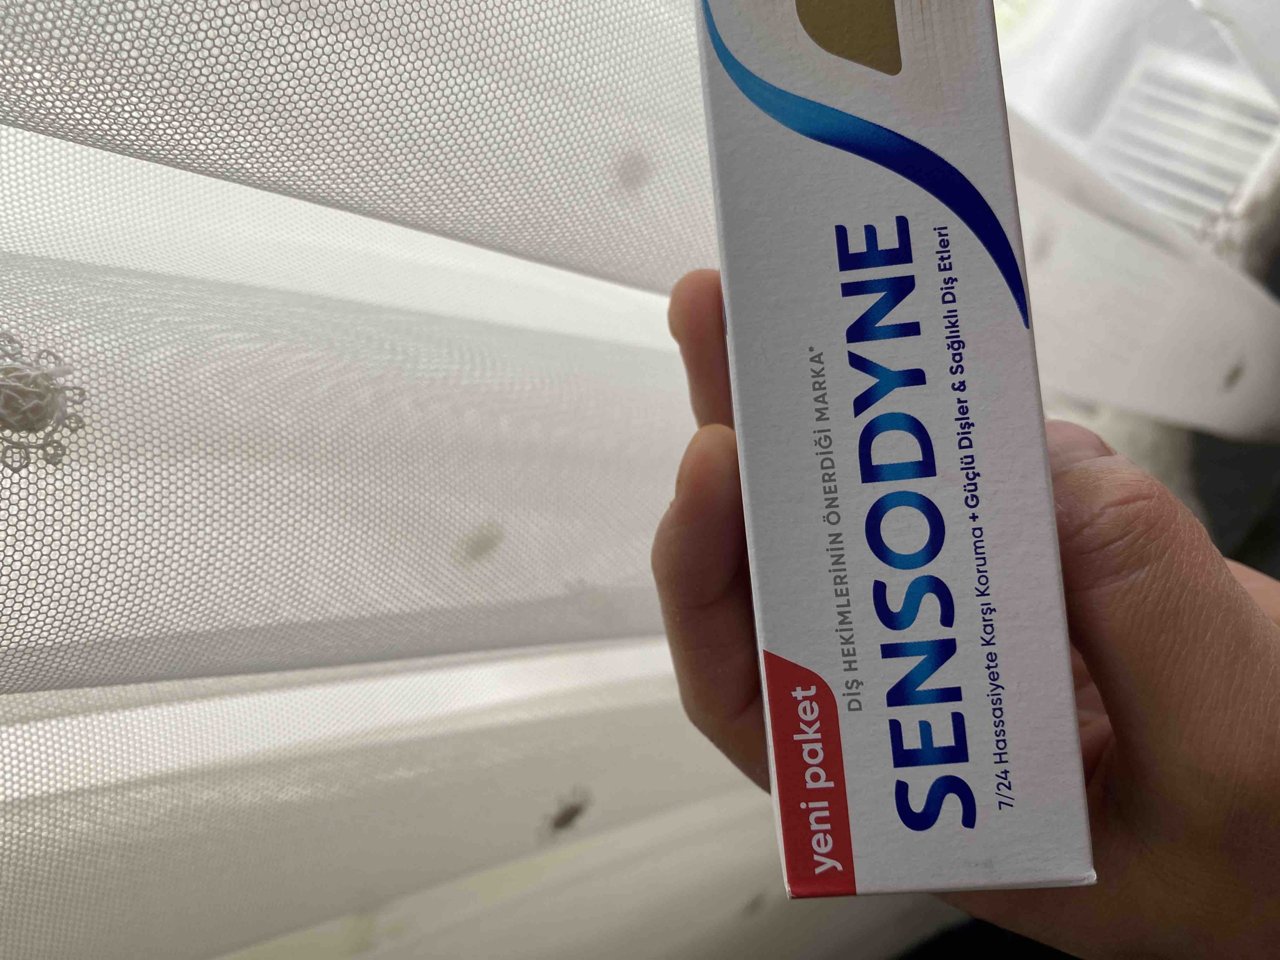 DİŞ HEKİMLERİNİN ÖNERDİĞİ MARKA*
SENSODYNE
7/24 Hassasiyete Karşı Koruma + Güçlü Dişler & Sağlıklı Diş Etleri
yeni paket